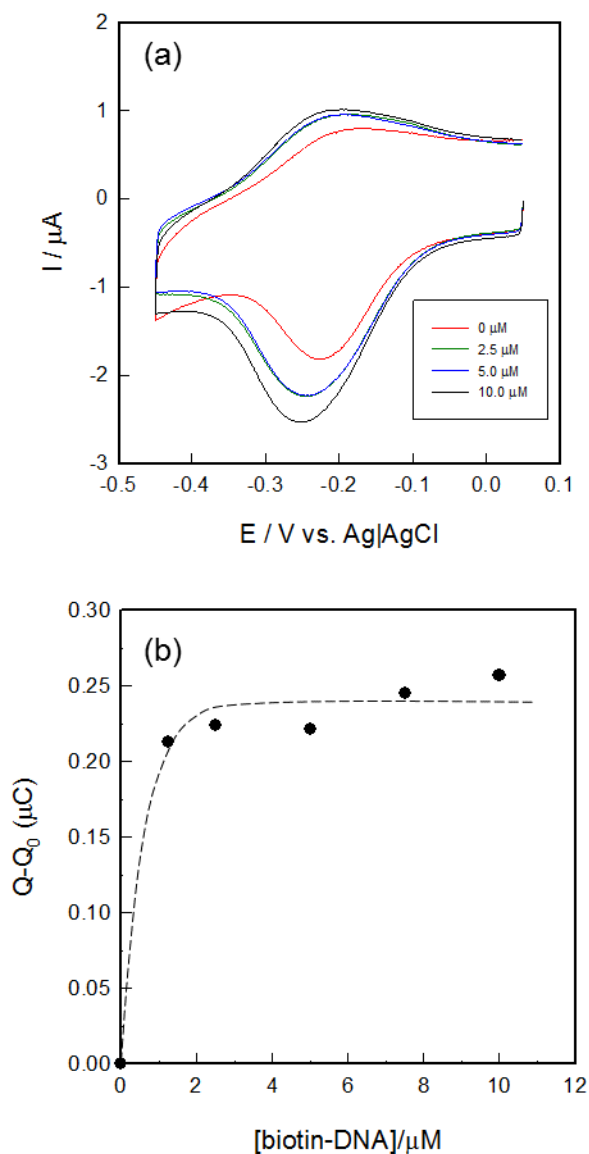 (a)
2
1
0
-1
-2
-3
I / μA
0 μM
2.5 μM
5.0 μM
10.0 μM
-0.5 -0.4 -0.3 -0.2 -0.1 0.0 0.1
E / V vs. Ag|AgCl
(b)
0.30
0.25
0.20
0.15
0.10
0.05
0.00
Q-Q₀ (μC)
0 2 4 6 8 10 12
[biotin-DNA]/μM